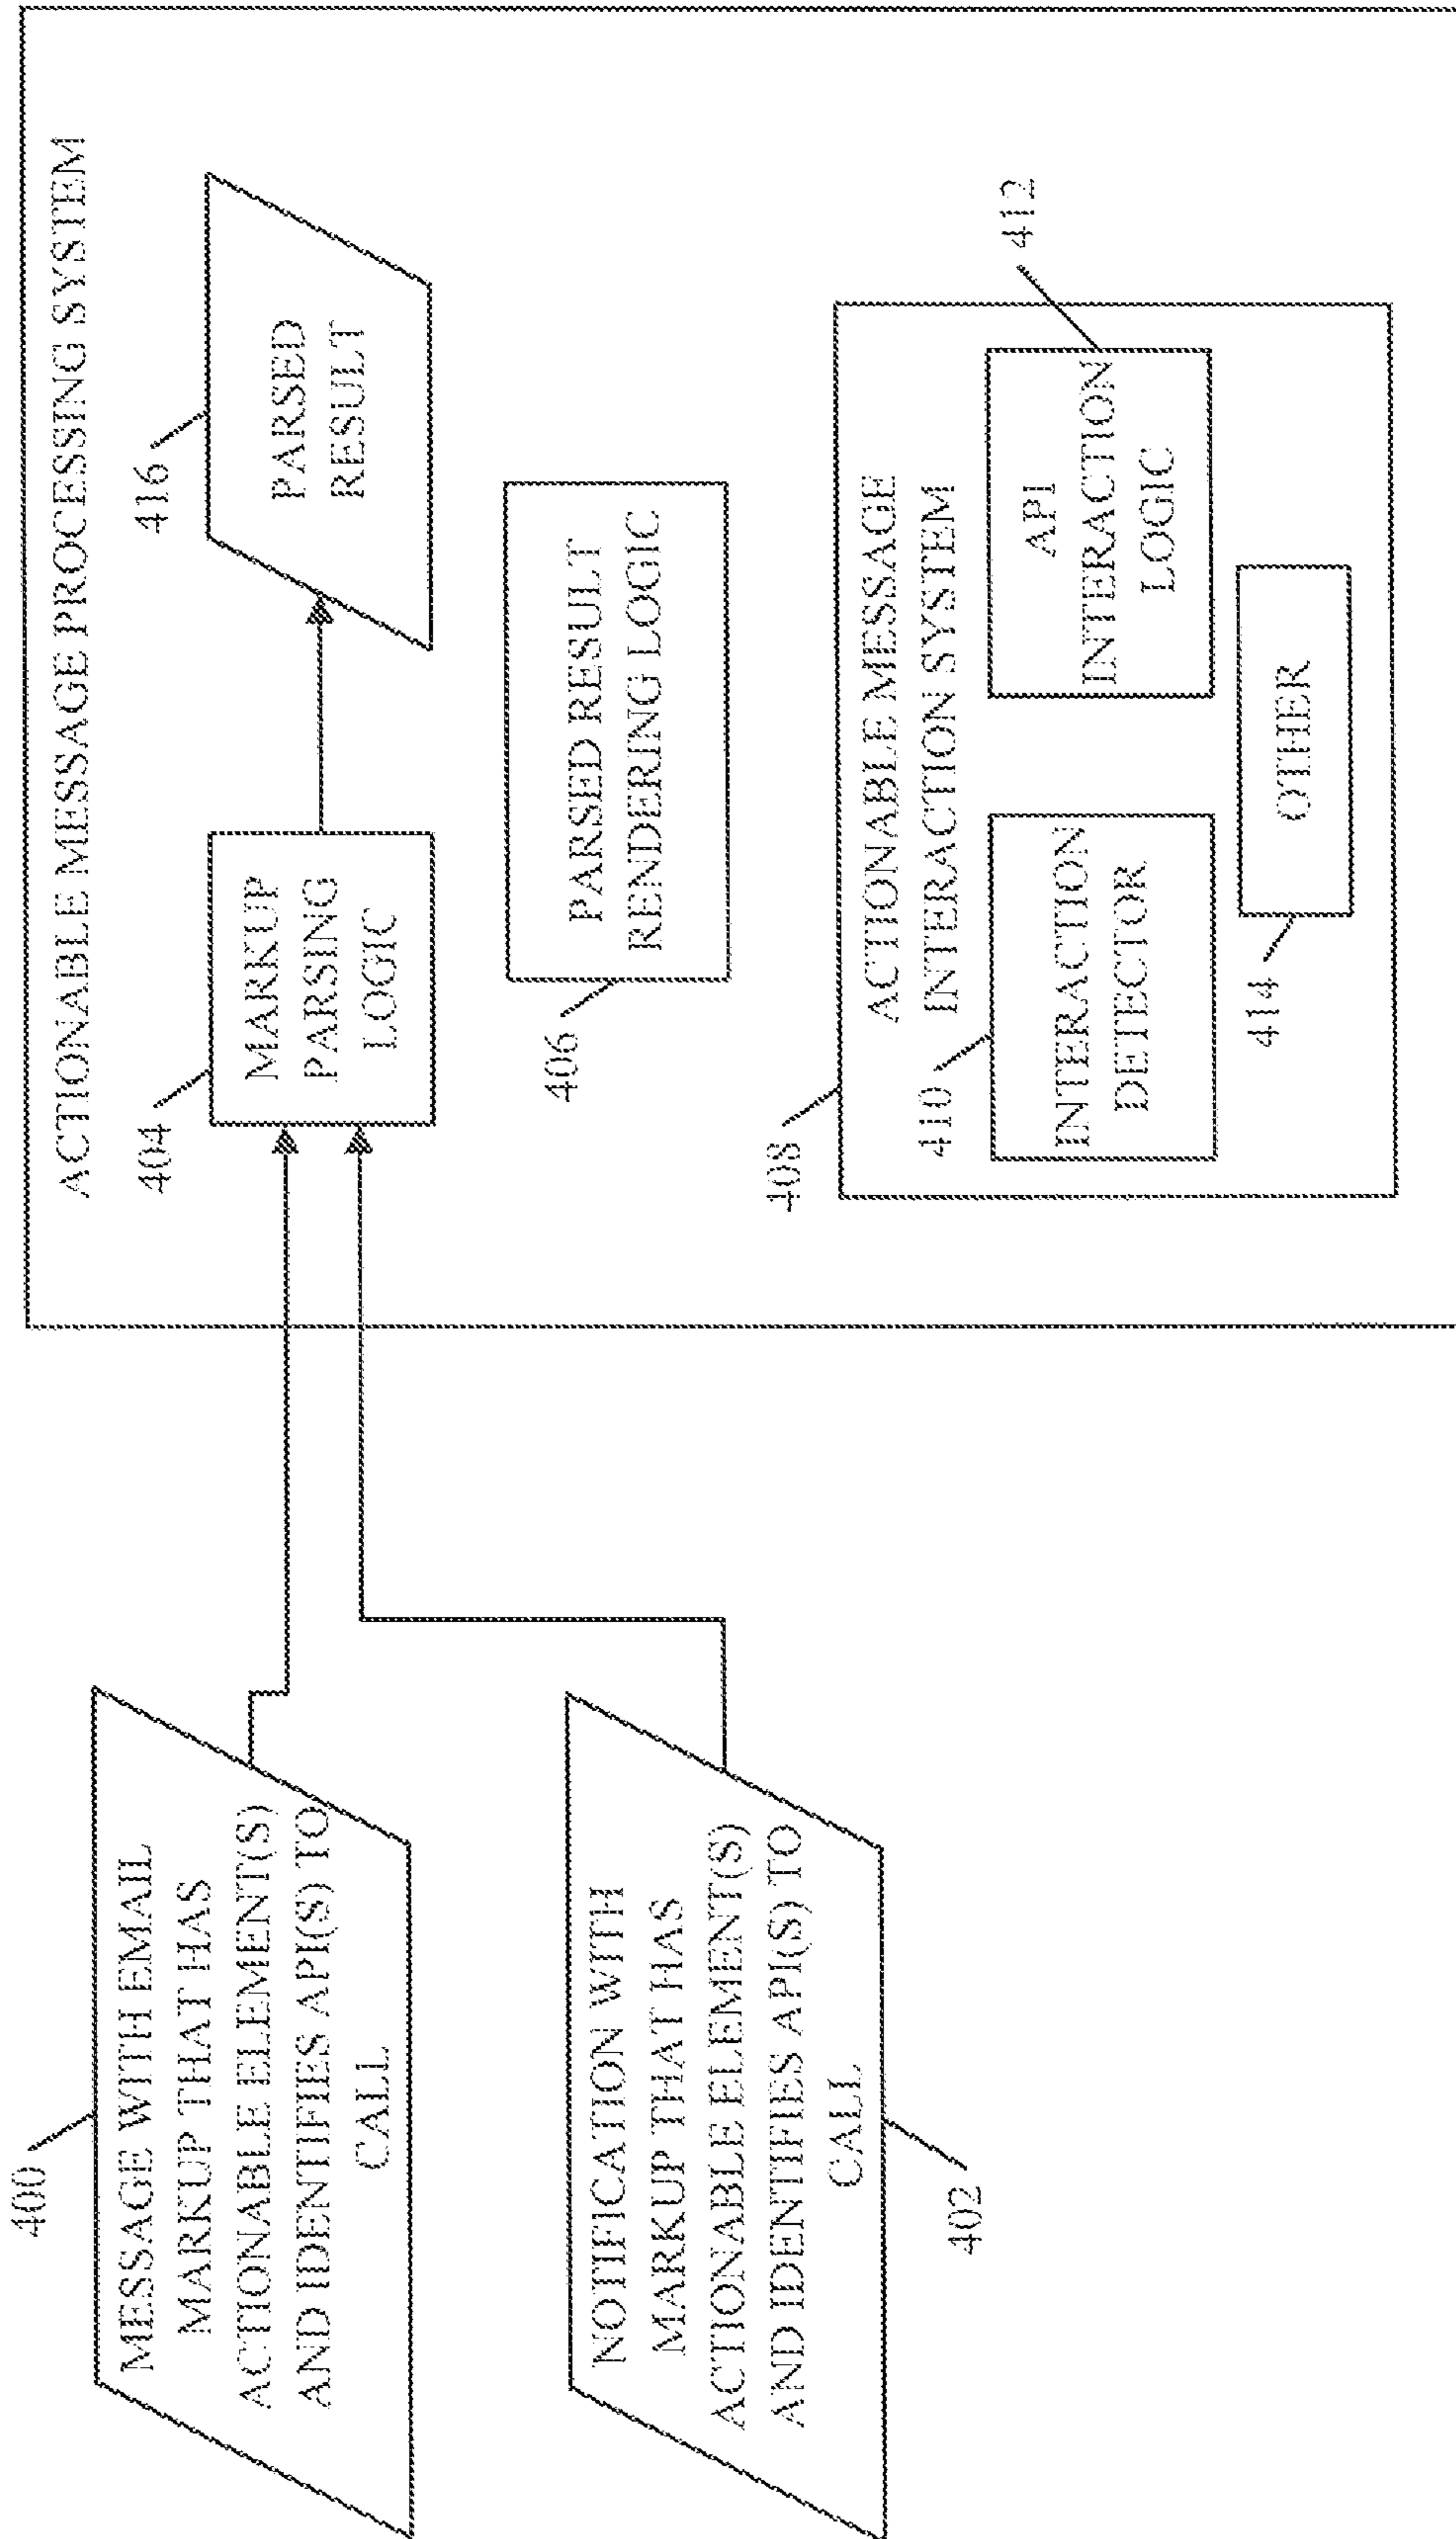 400
MESSAGE WITH EMAIL
MARKUP THAT HAS
ACTIONABLE ELEMENT(S)
AND IDENTIFIES API(S) TO
CALL
NOTIFICATION WITH
MARKUP THAT HAS
ACTIONABLE ELEMENT(S)
AND IDENTIFIES API(S) TO
CALL
402
ACTIONABLE MESSAGE PROCESSING SYSTEM
404
MARKUP
PARSING
LOGIC
416
PARSED
RESULT
PARSED RESULT
RENDERING LOGIC
406
408
ACTIONABLE MESSAGE
INTERACTION SYSTEM
410
INTERACTION
DETECTOR
API
INTERACTION
LOGIC
412
OTHER
414